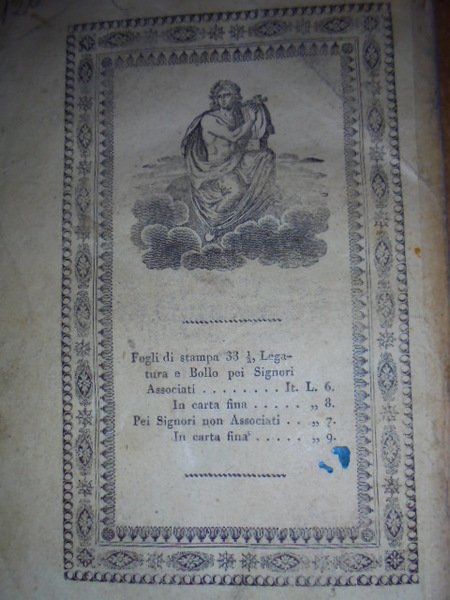 Fogli di stampa 33 ½, Lega-
tura e Bollo pei Signori
Associati . . . . . . . . It. L. 6.
In carta fina . . . . . „ 8.
Pei Signori non Associati . . „ 7.
In carta fina . . . . . „ 9.